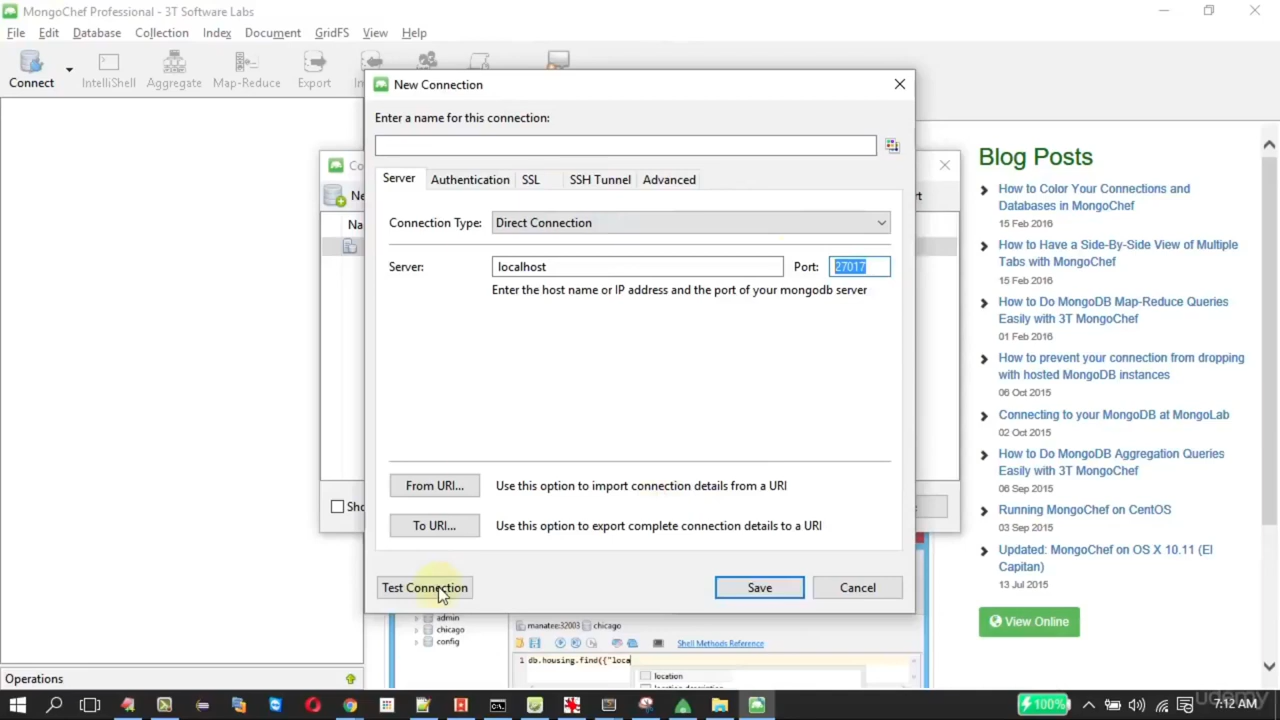 MongoChef Professional - 3T Software Labs
File Edit Database Collection Index Document GridFS View Help
Connect IntelliShell Aggregate Map-Reduce Export
New Connection
Enter a name for this connection:
Server Authentication SSL SSH Tunnel Advanced
Connection Type: Direct Connection
Server: localhost Port: 27017
Enter the host name or IP address and the port of your mongodb server
From URI... Use this option to import connection details from a URI
To URI... Use this option to export complete connection details to a URI
Test Connection Save Cancel
Blog Posts
How to Color Your Connections and
Databases in MongoChef
15 Feb 2016
How to Have a Side-By-Side View of Multiple
Tabs with MongoChef
15 Feb 2016
How to Do MongoDB Map-Reduce Queries
Easily with 3T MongoChef
01 Feb 2016
How to prevent your connection from dropping
with hosted MongoDB instances
06 Oct 2015
Connecting to your MongoDB at MongoLab
02 Oct 2015
How to Do MongoDB Aggregation Queries
Easily with 3T MongoChef
06 Sep 2015
Running MongoChef on CentOS
03 Sep 2015
Updated: MongoChef on OS X 10.11 (El
Capitan)
13 Jul 2015
View Online
admin
chicago
config
manatee:32003 chicago
Shell Methods Reference
1 db.housing.find({"loca
location
Operations
100%
7:12 AM
udemy